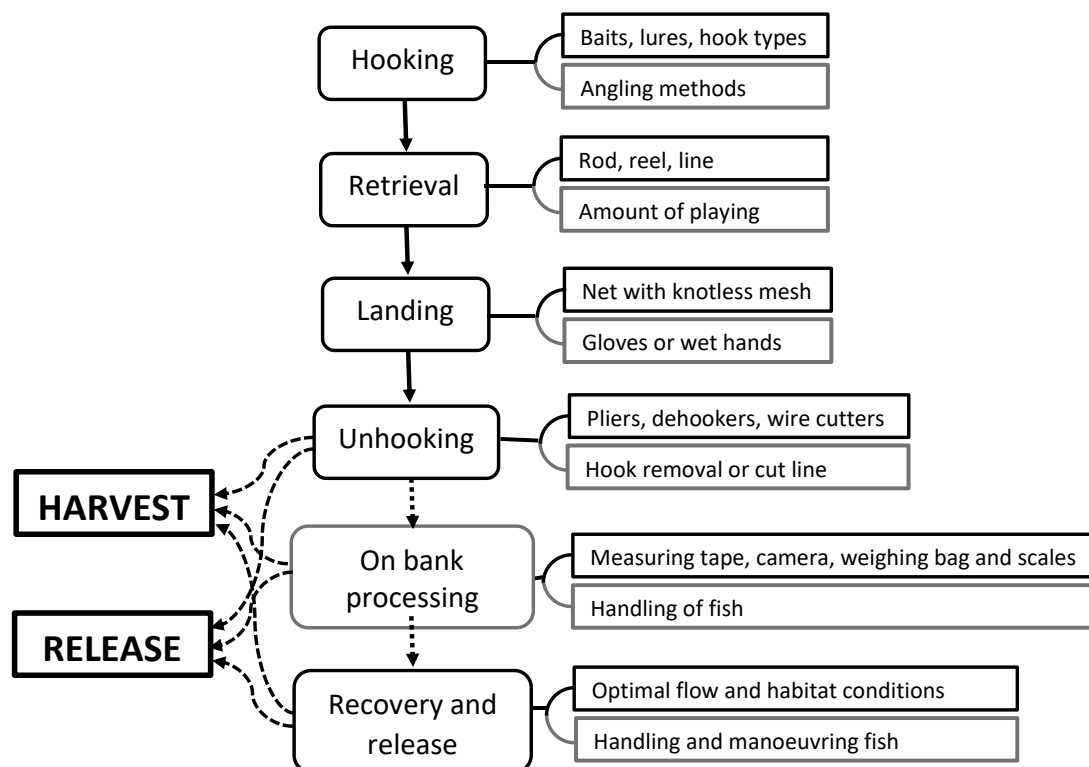 Hooking
Baits, lures, hook types
Angling methods
Retrieval
Rod, reel, line
Amount of playing
Landing
Net with knotless mesh
Gloves or wet hands
Unhooking
Pliers, dehookers, wire cutters
Hook removal or cut line
HARVEST
On bank
processing
Measuring tape, camera, weighing bag and scales
Handling of fish
RELEASE
Recovery and
release
Optimal flow and habitat conditions
Handling and manoeuvring fish